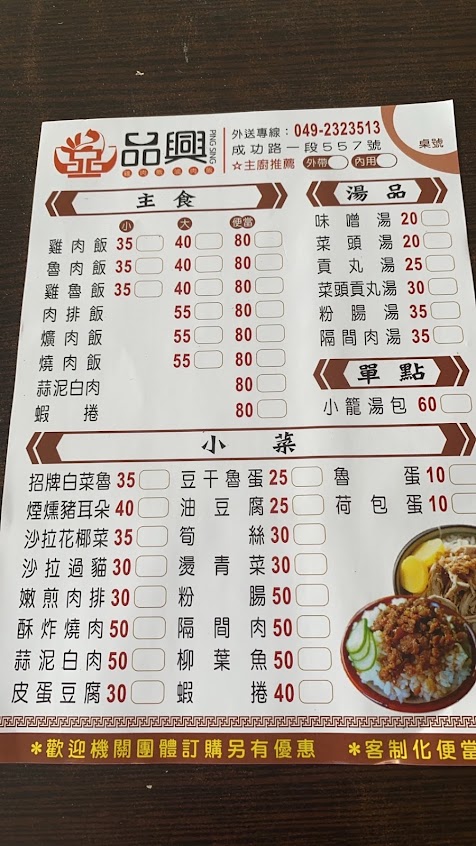 品興
PING SING
外送專線：049-2323513
成功路一段557號
☆主廚推薦 外帶 內用
桌號
主食
小 大 便當
雞肉飯 35 40 80
魯肉飯 35 40 80
雞魯飯 35 40 80
肉排飯 55 80
爌肉飯 55 80
燒肉飯 55 80
蒜泥白肉 80
蝦捲 80
湯品
味噌湯 20
菜頭湯 20
貢丸湯 25
菜頭貢丸湯 30
粉腸湯 35
隔間肉湯 35
單點
小籠湯包 60
小菜
招牌白菜魯 35 豆干魯蛋 25 魯蛋 10
煙燻豬耳朵 40 油豆腐 25 荷包蛋 10
沙拉花椰菜 35 筍絲 30
沙拉過貓 30 燙青菜 30
嫩煎肉排 30 粉腸 50
酥炸燒肉 50 隔間肉 50
蒜泥白肉 50 柳葉魚 50
皮蛋豆腐 30 蝦捲 40
＊歡迎機關團體訂購另有優惠 ＊客制化便當